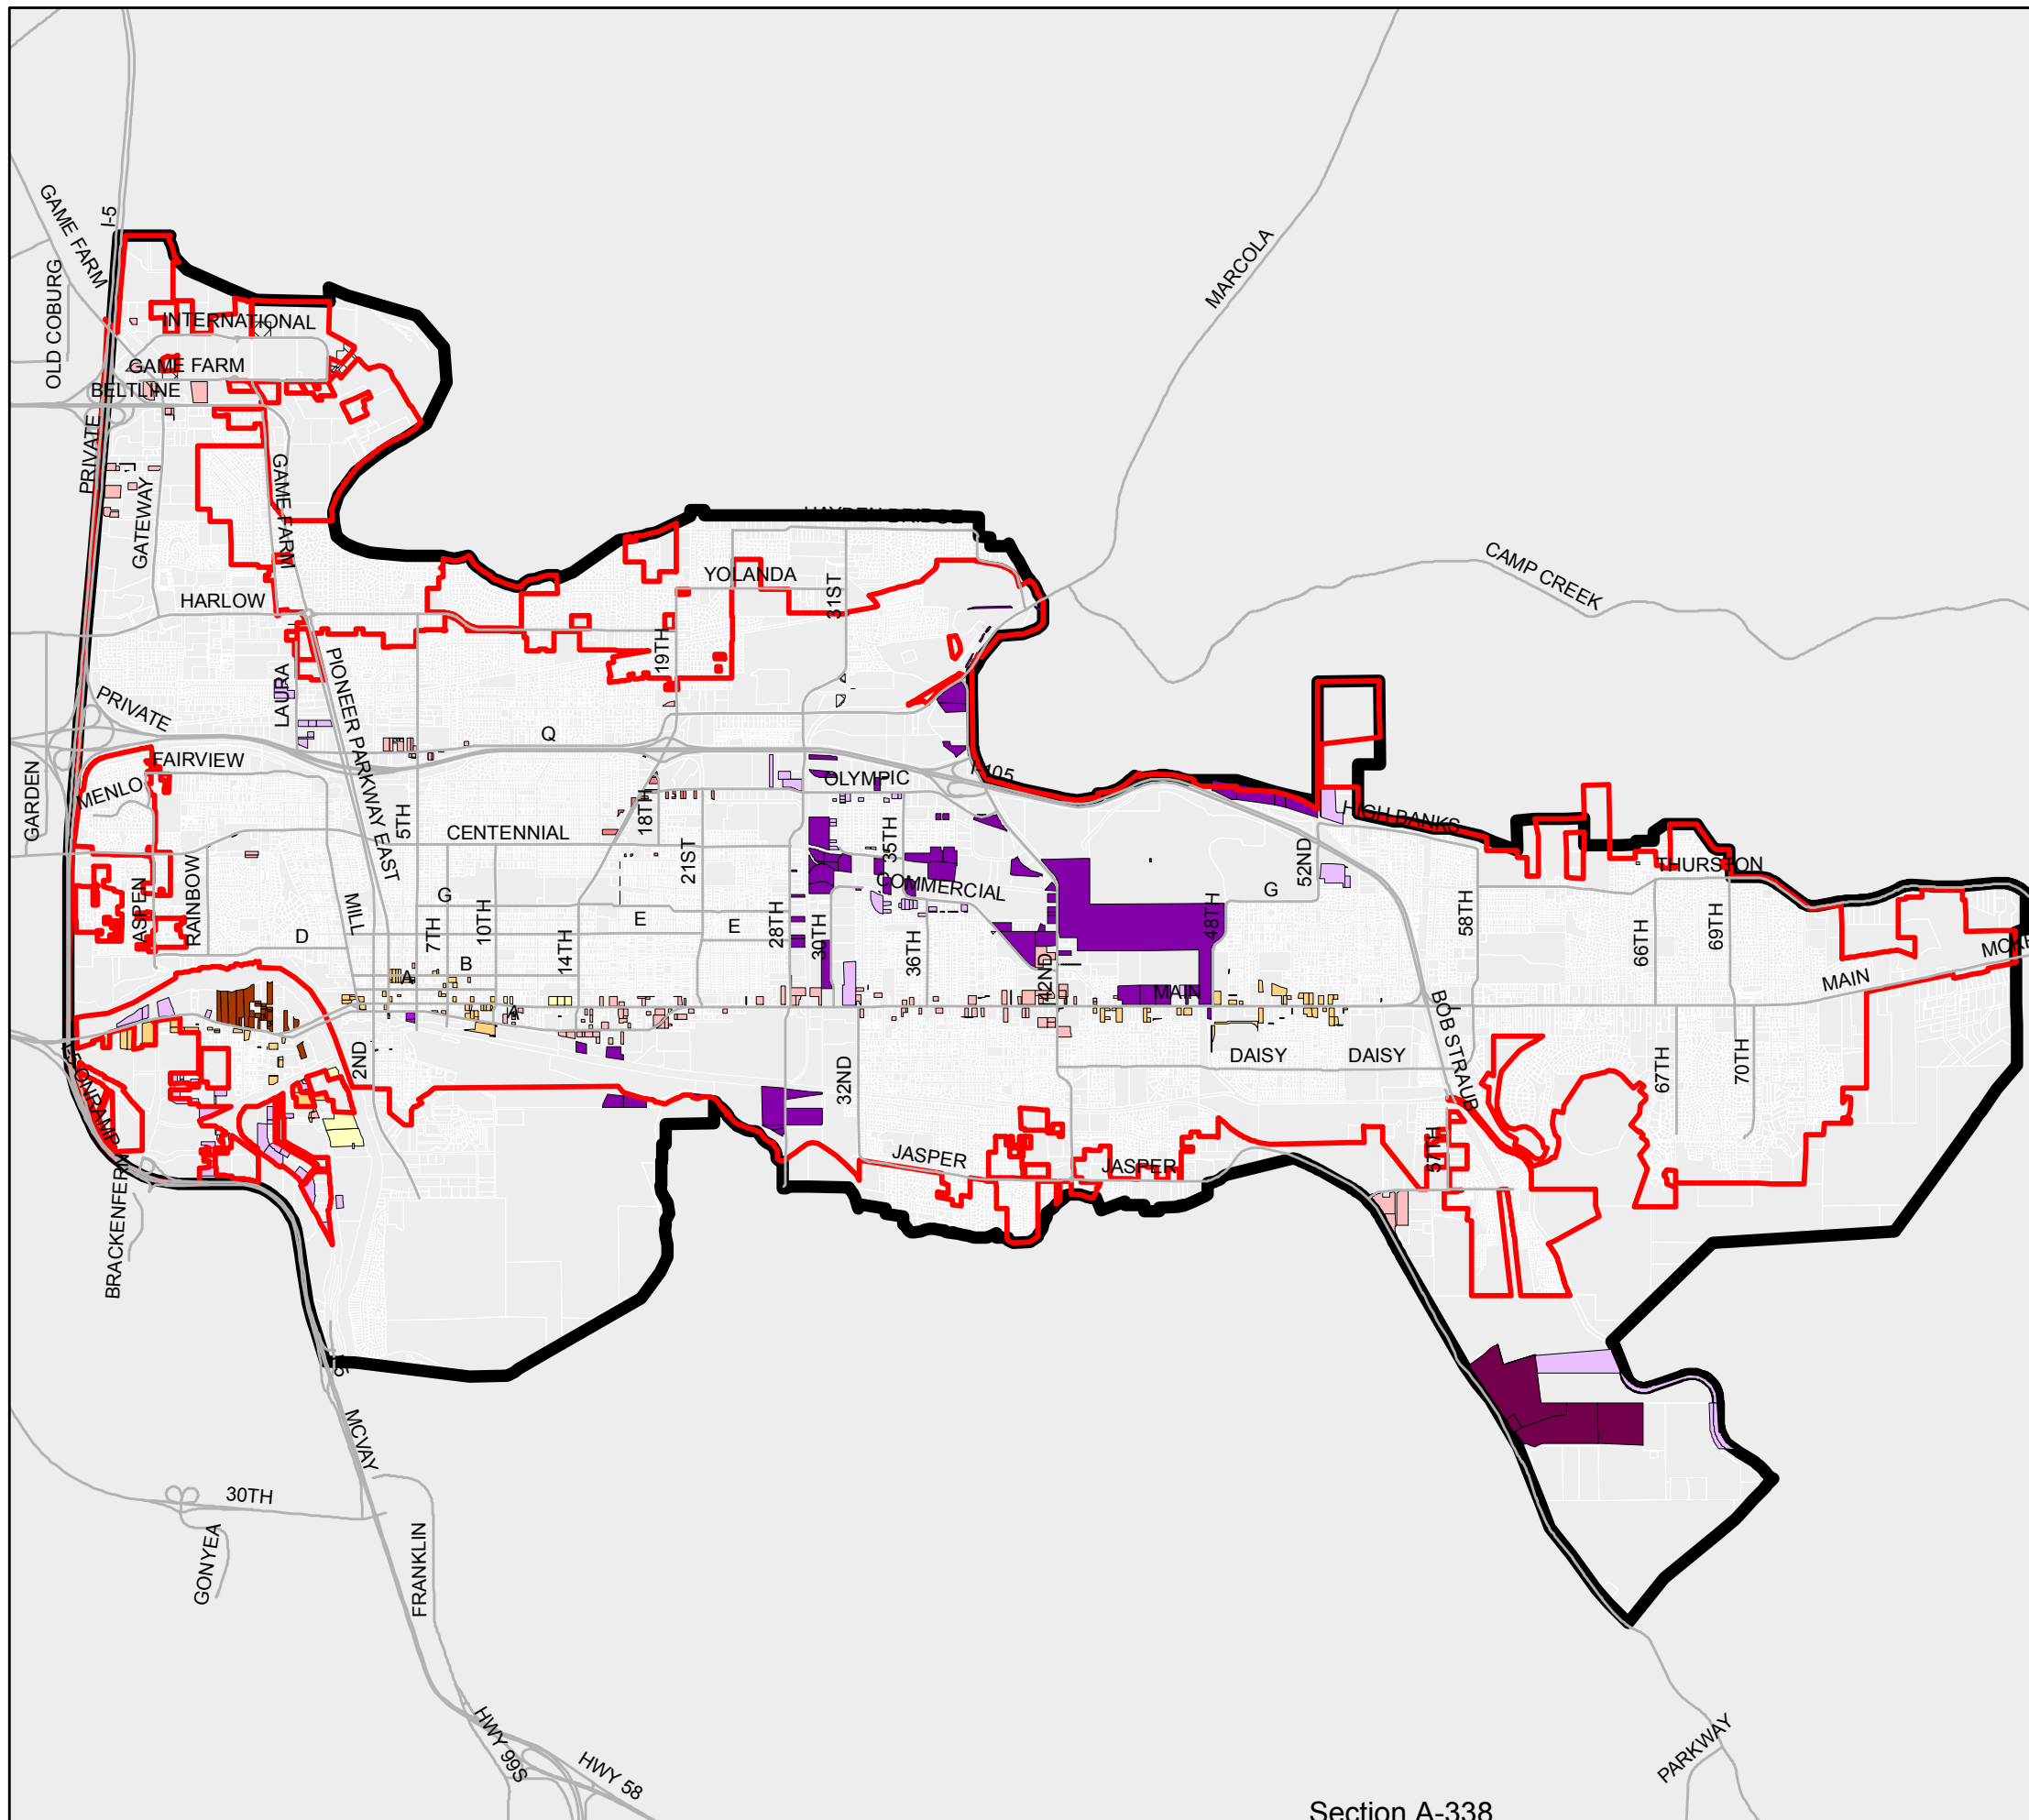 I-5
GAME FARM
OLD COBURG
MARCOLA
INTERNATIONAL
GAME FARM
BELTLINE
PRIVATE
GATEWAY
GAME FARM
HAYDEN BRIDGE
CAMP CREEK
YOLANDA
31ST
HARLOW
19TH
LAURA
PIONEER PARKWAY EAST
PRIVATE
Q
FAIRVIEW
I-105
OLYMPIC
MENLO
GARDEN
5TH
18TH
HIGH BANKS
CENTENNIAL
35TH
21ST
52ND
THURSTON
RAINBOW
ASPEN
COMMERCIAL
G
G
MILL
7TH
10TH
E
E
28TH
30TH
48TH
58TH
66TH
69TH
D
14TH
36TH
B
A
42ND
MAIN
MAIN
A
BOB STRAUB
2ND
DAISY
DAISY
32ND
67TH
70TH
57TH
JASPER
JASPER
BRACKENFERN
MCVAY
30TH
GONYEA
FRANKLIN
HWY 99S
HWY 58
PARKWAY
Section A-338